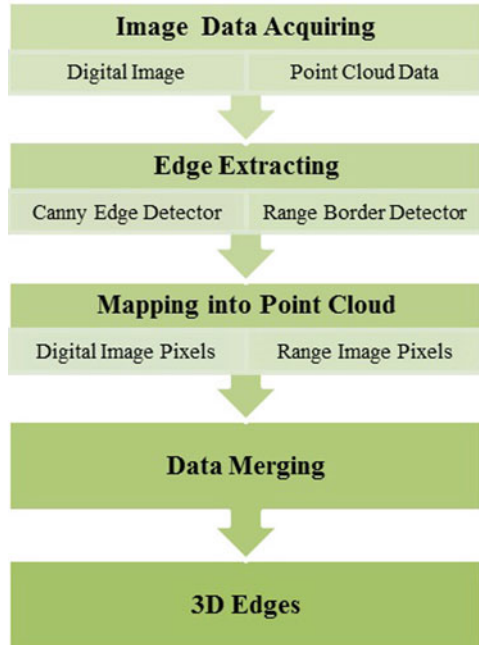 Image Data Acquiring
Digital Image
Point Cloud Data
Edge Extracting
Canny Edge Detector
Range Border Detector
Mapping into Point Cloud
Digital Image Pixels
Range Image Pixels
Data Merging
3D Edges